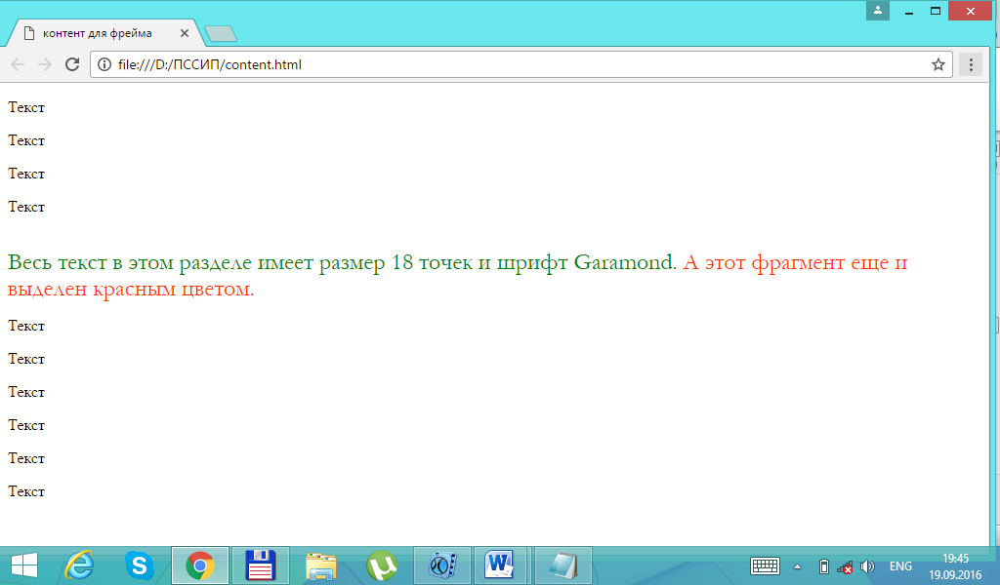 контент для фрейма
file:///D:/ПССИП/content.html
Текст
Текст
Текст
Текст
Весь текст в этом разделе имеет размер 18 точек и шрифт Garamond. А этот фрагмент еще и
выделен красным цветом.
Текст
Текст
Текст
Текст
Текст
Текст
ENG
19:45
19.09.2016